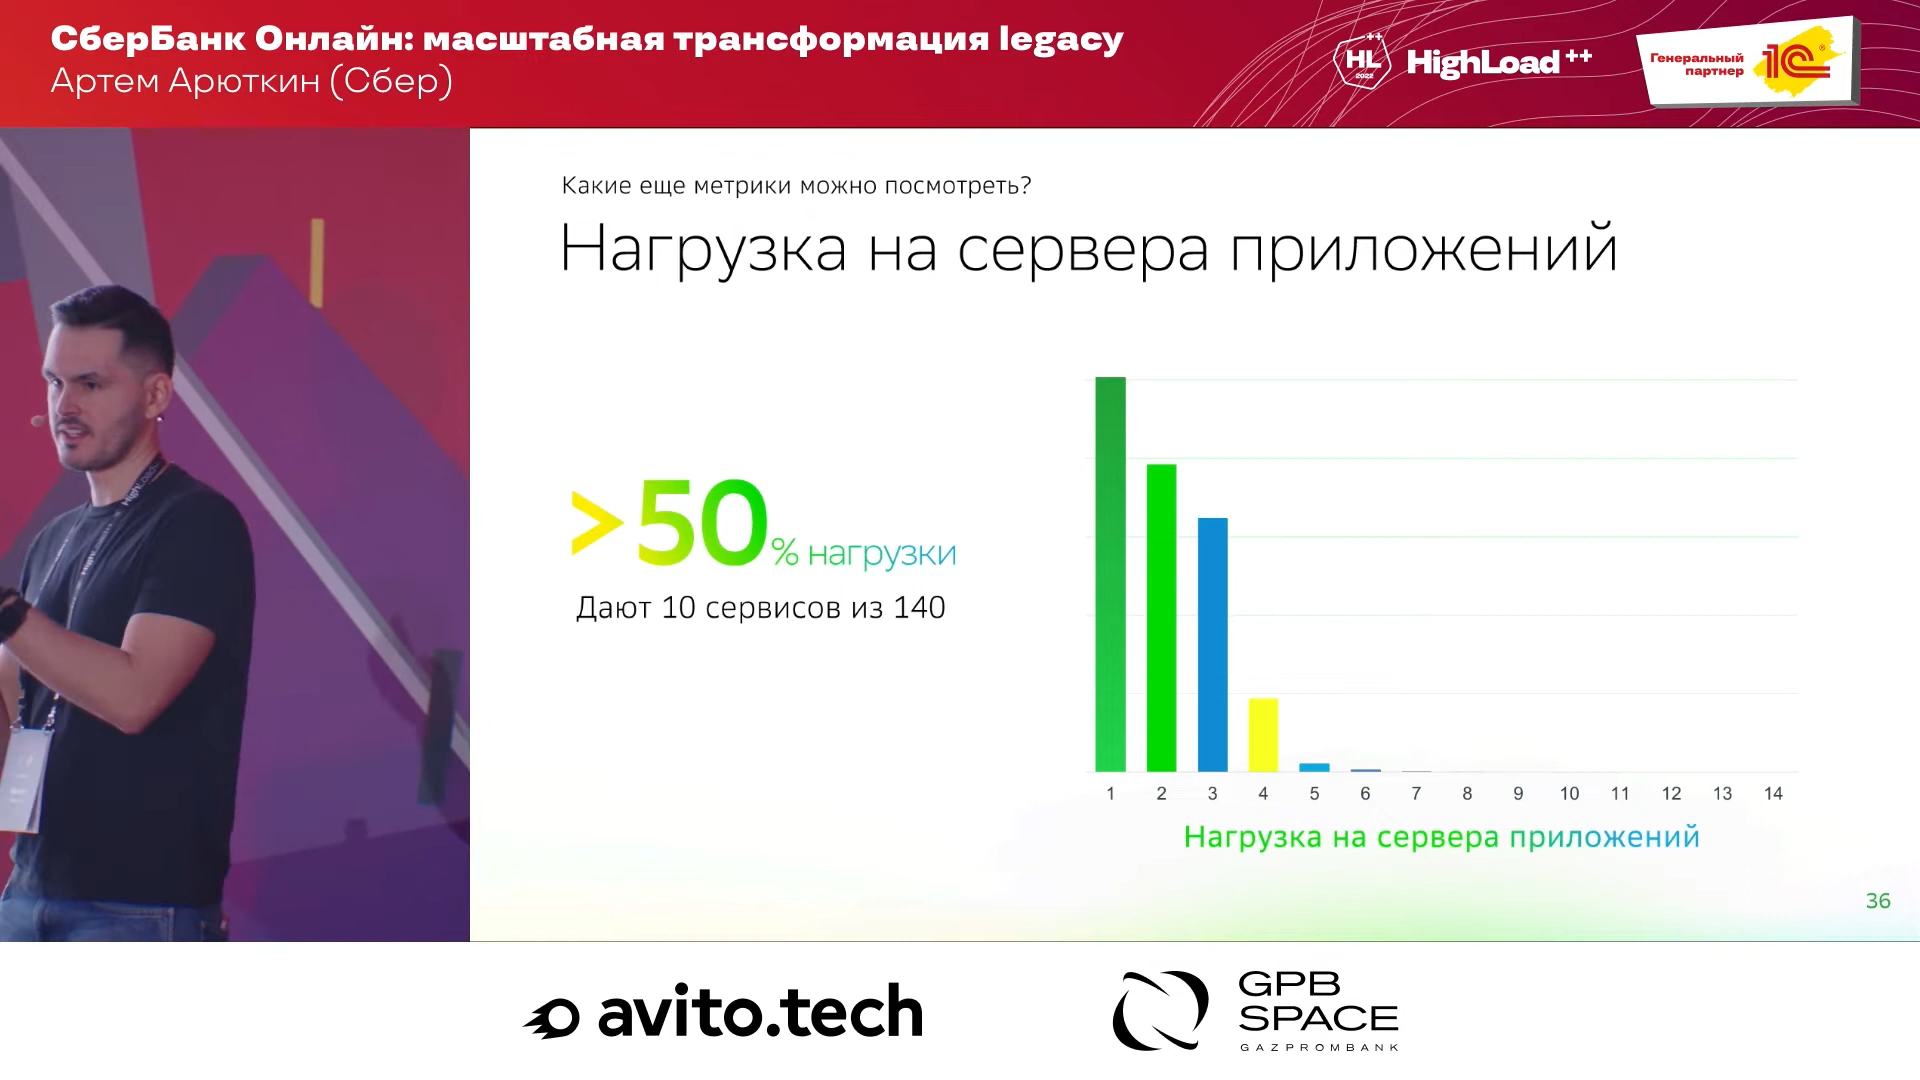 СберБанк Онлайн: масштабная трансформация legacy
Артем Арюткин (Сбер)
HL++
2022
HighLoad++
Генеральный
партнер
1С®
Какие еще метрики можно посмотреть?
Нагрузка на сервера приложений
>50% нагрузки
Дают 10 сервисов из 140
1 2 3 4 5 6 7 8 9 10 11 12 13 14
Нагрузка на сервера приложений
36
HighLoad
avito.tech
GPB
SPACE
GAZPROMBANK